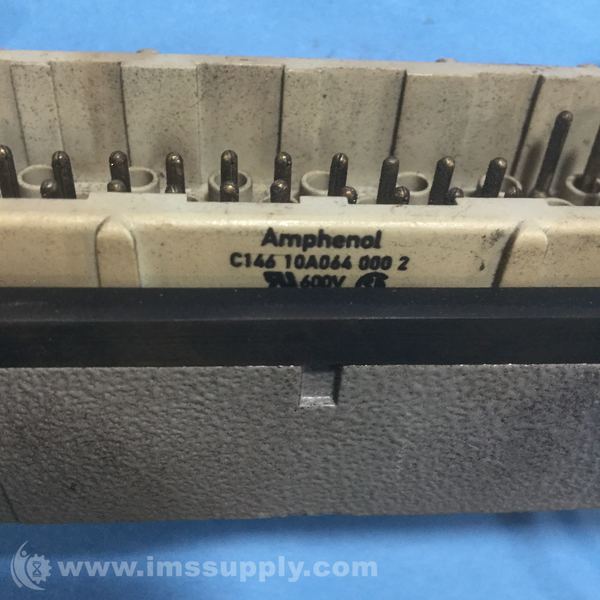 Amphenol
C146 10A064 000 2
600V
www.imssupply.com